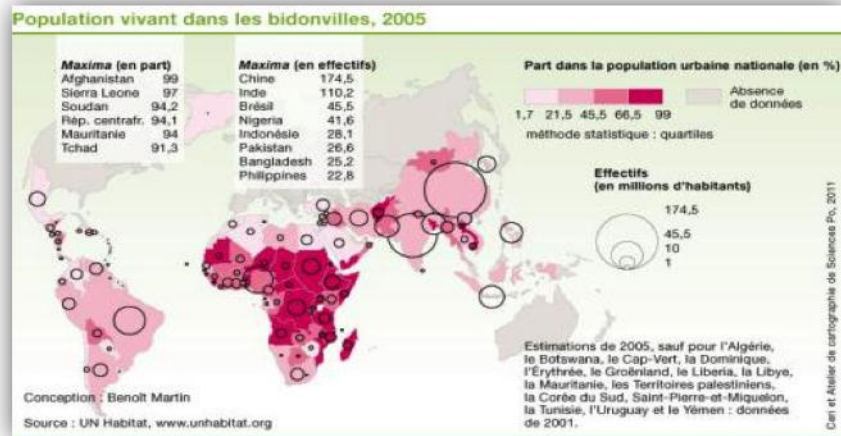 Population vivant dans les bidonvilles, 2005
Maxima (en part)
Afghanistan 99
Sierra Leone 97
Soudan 94,2
Rép. centrafr. 94,1
Mauritanie 94
Tchad 91,3
Maxima (en effectifs)
Chine 174,5
Inde 110,2
Brésil 45,5
Nigeria 41,6
Indonésie 28,1
Pakistan 26,6
Bangladesh 25,2
Philippines 22,8
Part dans la population urbaine nationale (en %)
1,7 21,5 45,5 66,5 99
Absence
de données
méthode statistique : quartiles
Effectifs
(en millions d'habitants)
174,5
45,5
10
1
Estimations de 2005, sauf pour l'Algérie,
le Botswana, le Cap-Vert, la Dominique,
l'Érythrée, le Groënland, le Liberia, la Libye,
la Mauritanie, les Territoires palestiniens,
la Corée du Sud, Saint-Pierre-et-Miquelon,
la Tunisie, l'Uruguay et le Yémen : données
de 2001.
Conception : Benoît Martin
Source : UN Habitat, www.unhabitat.org
Ceri et Atelier de cartographie de Sciences Po, 2011